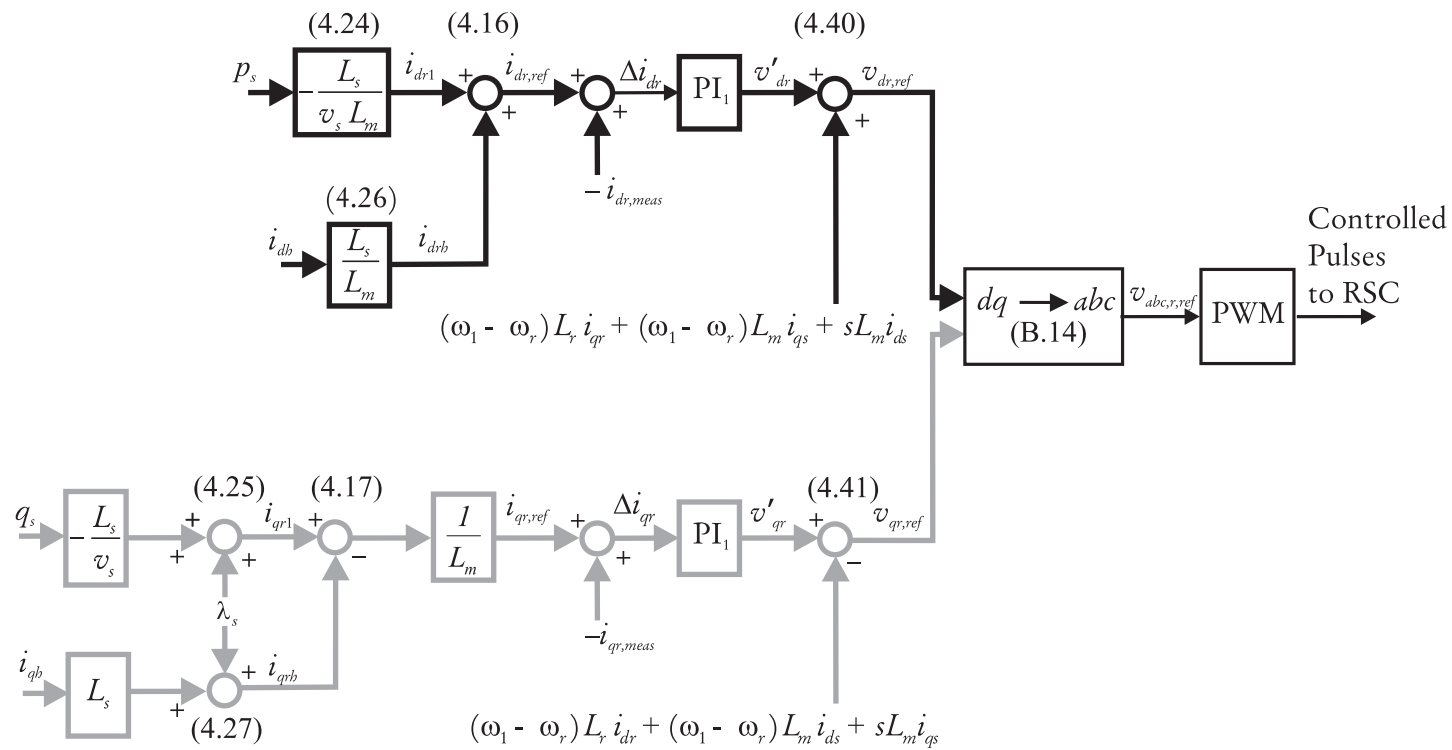 (4.24) (4.16) (4.40)
p_s - L_s / v_s L_m i_dr1 + + i_dr,ref + + Δi_dr PI_1 v'_dr + + v_dr,ref
− i_dr,meas
(4.26)
i_dh L_s / L_m i_drh
(ω_1 - ω_r) L_r i_qr + (ω_1 - ω_r) L_m i_qs + sL_m i_ds
dq → abc
(B.14)
v_abc,r,ref
PWM
Controlled
Pulses
to RSC
(4.25) (4.17) (4.41)
q_s - L_s / v_s + + + i_qr1 + − 1 / L_m i_qr,ref + + Δi_qr PI_1 v'_qr + − v_qr,ref
λ_s
−i_qr,meas
i_qh L_s + + i_qrh
(4.27)
(ω_1 - ω_r) L_r i_dr + (ω_1 - ω_r) L_m i_ds + sL_m i_qs